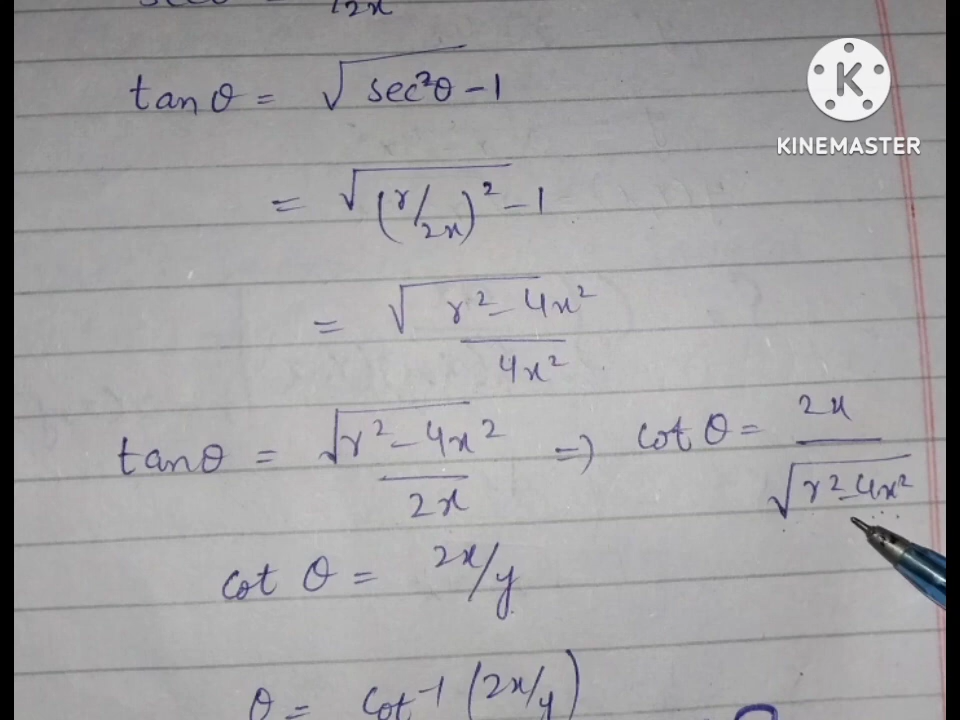 2x
tanθ = √sec²θ-1
KINEMASTER
= √(r/2x)²-1
= √r²-4x²/4x²
tanθ = √r²-4x²/2x => cotθ = 2x/√r²-4x²
cot θ = 2x/y
θ = cot-1(2x/y)